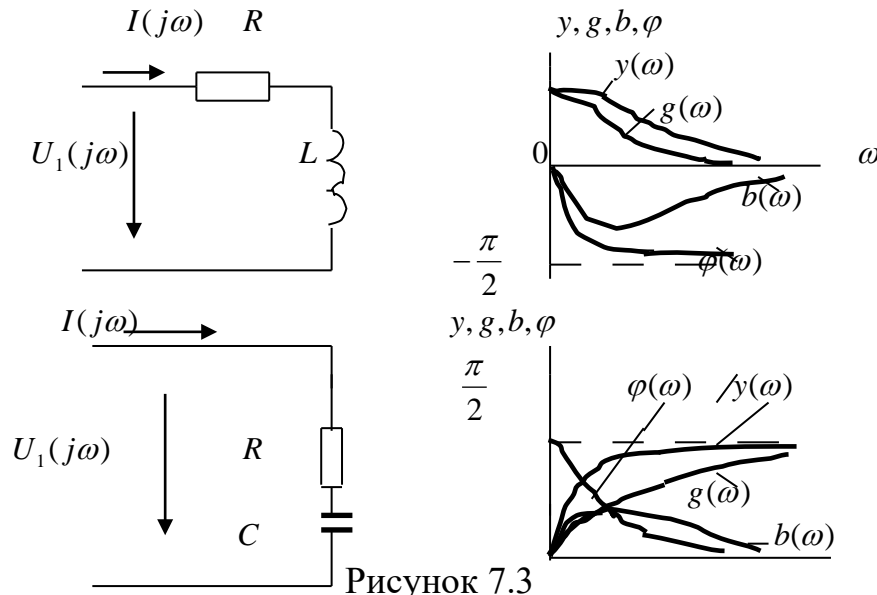 I(jω) R
y, g, b, φ
y(ω)
g(ω)
U₁(jω) L
0 ω
b(ω)
−π/2
φ(ω)
I(jω)
y, g, b, φ
π/2
φ(ω) y(ω)
U₁(jω) R
g(ω)
C
b(ω)
Рисунок 7.3